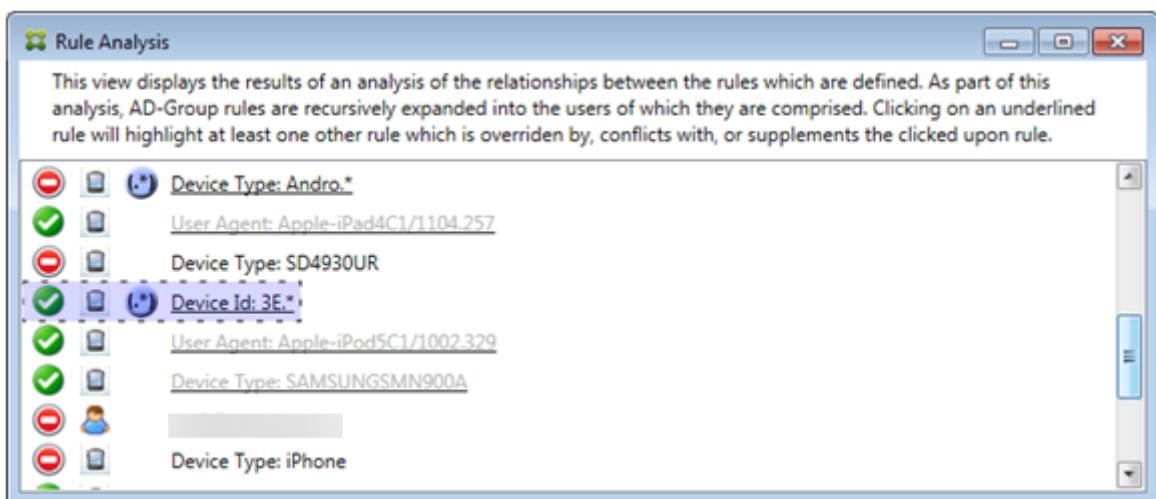 Rule Analysis
This view displays the results of an analysis of the relationships between the rules which are defined. As part of this
analysis, AD-Group rules are recursively expanded into the users of which they are comprised. Clicking on an underlined
rule will highlight at least one other rule which is overriden by, conflicts with, or supplements the clicked upon rule.
(.*) Device Type: Andro.*
User Agent: Apple-iPad4C1/1104.257
Device Type: SD4930UR
(.*) Device Id: 3E.*
User Agent: Apple-iPod5C1/1002.329
Device Type: SAMSUNGSMN900A
Device Type: iPhone